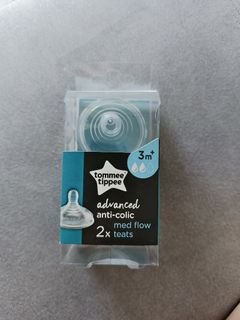 3m+
tommee
tippee
advanced
anti-colic
2x med flow
teats